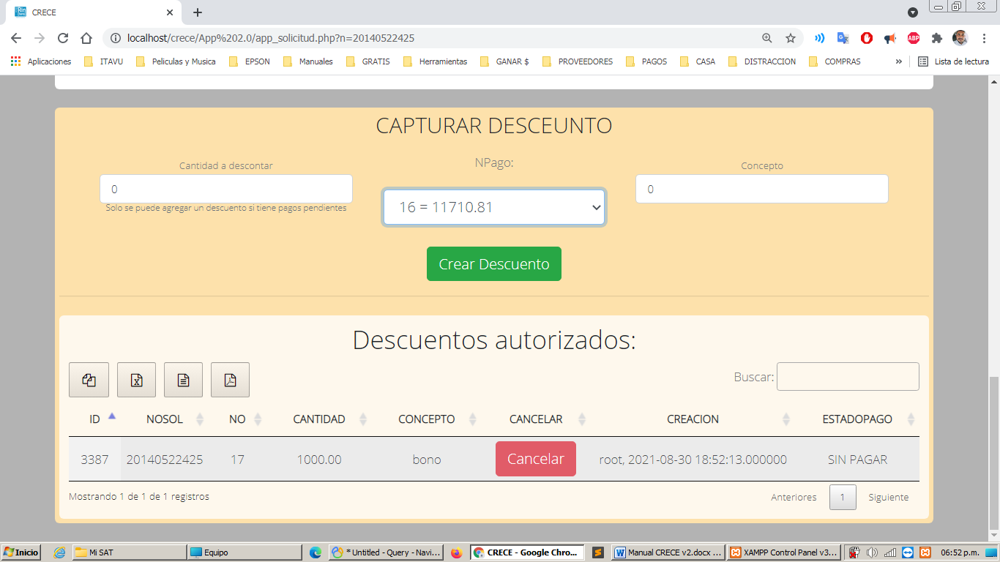 CRECE
localhost/crece/App%202.0/app_solicitud.php?n=20140522425
ABP
Aplicaciones ITAVU Peliculas y Musica EPSON Manuales GRATIS Herramientas GANAR $ PROVEEDORES PAGOS CASA DISTRACCION COMPRAS » Lista de lectura
CAPTURAR DESCEUNTO
Cantidad a descontar NPago: Concepto
0 16 = 11710.81 0
Solo se puede agregar un descuento si tiene pagos pendientes
Crear Descuento
Descuentos autorizados:
Buscar:
ID NOSOL NO CANTIDAD CONCEPTO CANCELAR CREACION ESTADOPAGO
3387 20140522425 17 1000.00 bono Cancelar root, 2021-08-30 18:52:13.000000 SIN PAGAR
Mostrando 1 de 1 de 1 registros Anteriores 1 Siguiente
Inicio Mi SAT Equipo * Untitled - Query - Navi... CRECE - Google Chro... Manual CRECE v2.docx ... XAMPP Control Panel v3... 06:52 p.m.